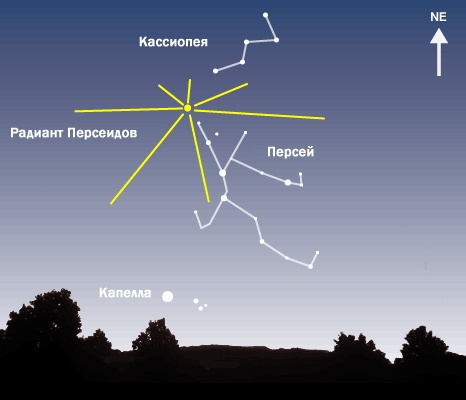 NE
Кассиопея
Радиант Персеидов
Персей
Капелла